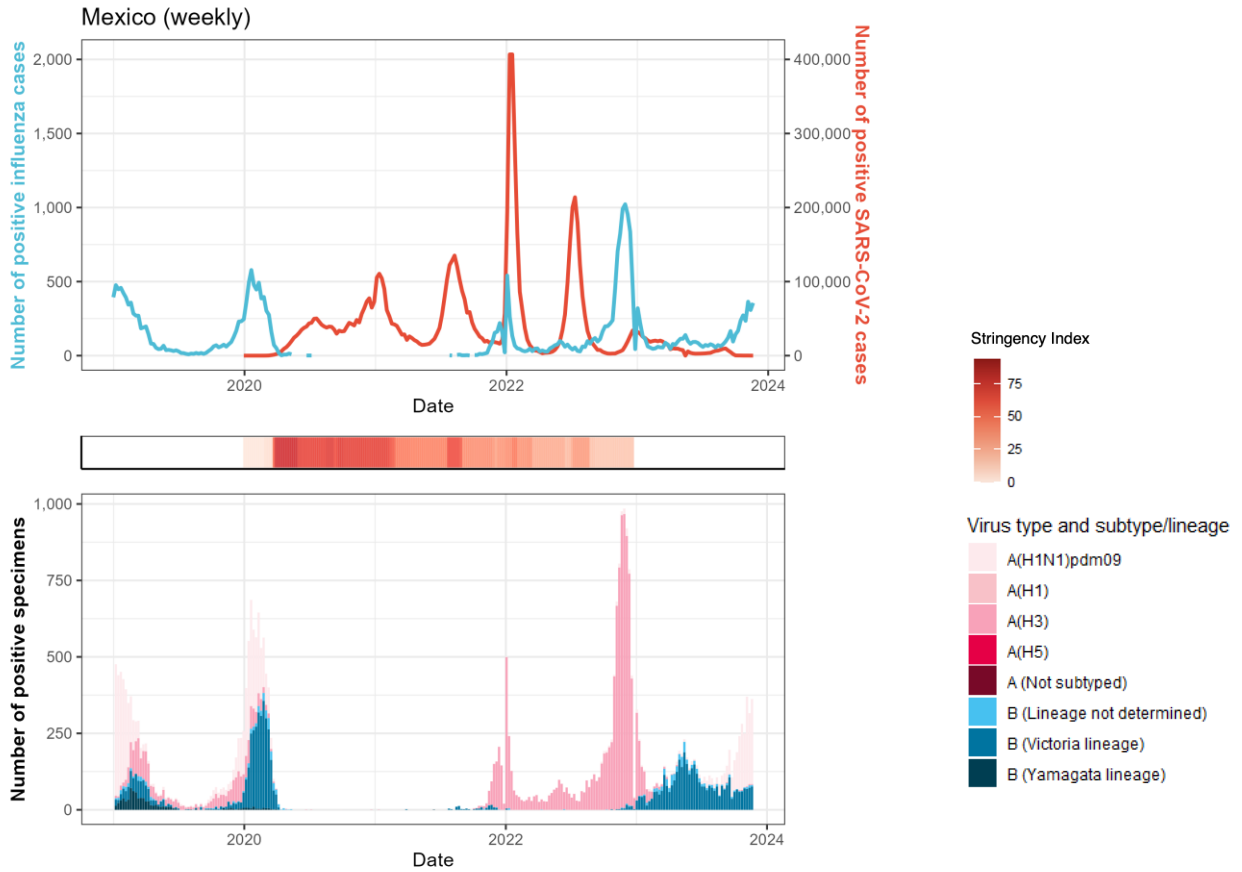 Mexico (weekly)
Number of positive influenza cases
2,000
1,500
1,000
500
0
400,000
300,000
200,000
100,000
0
Number of positive SARS-CoV-2 cases
2020
2022
2024
Date
Stringency Index
75
50
25
0
Number of positive specimens
1,000
750
500
250
0
2020
2022
2024
Date
Virus type and subtype/lineage
A(H1N1)pdm09
A(H1)
A(H3)
A(H5)
A (Not subtyped)
B (Lineage not determined)
B (Victoria lineage)
B (Yamagata lineage)